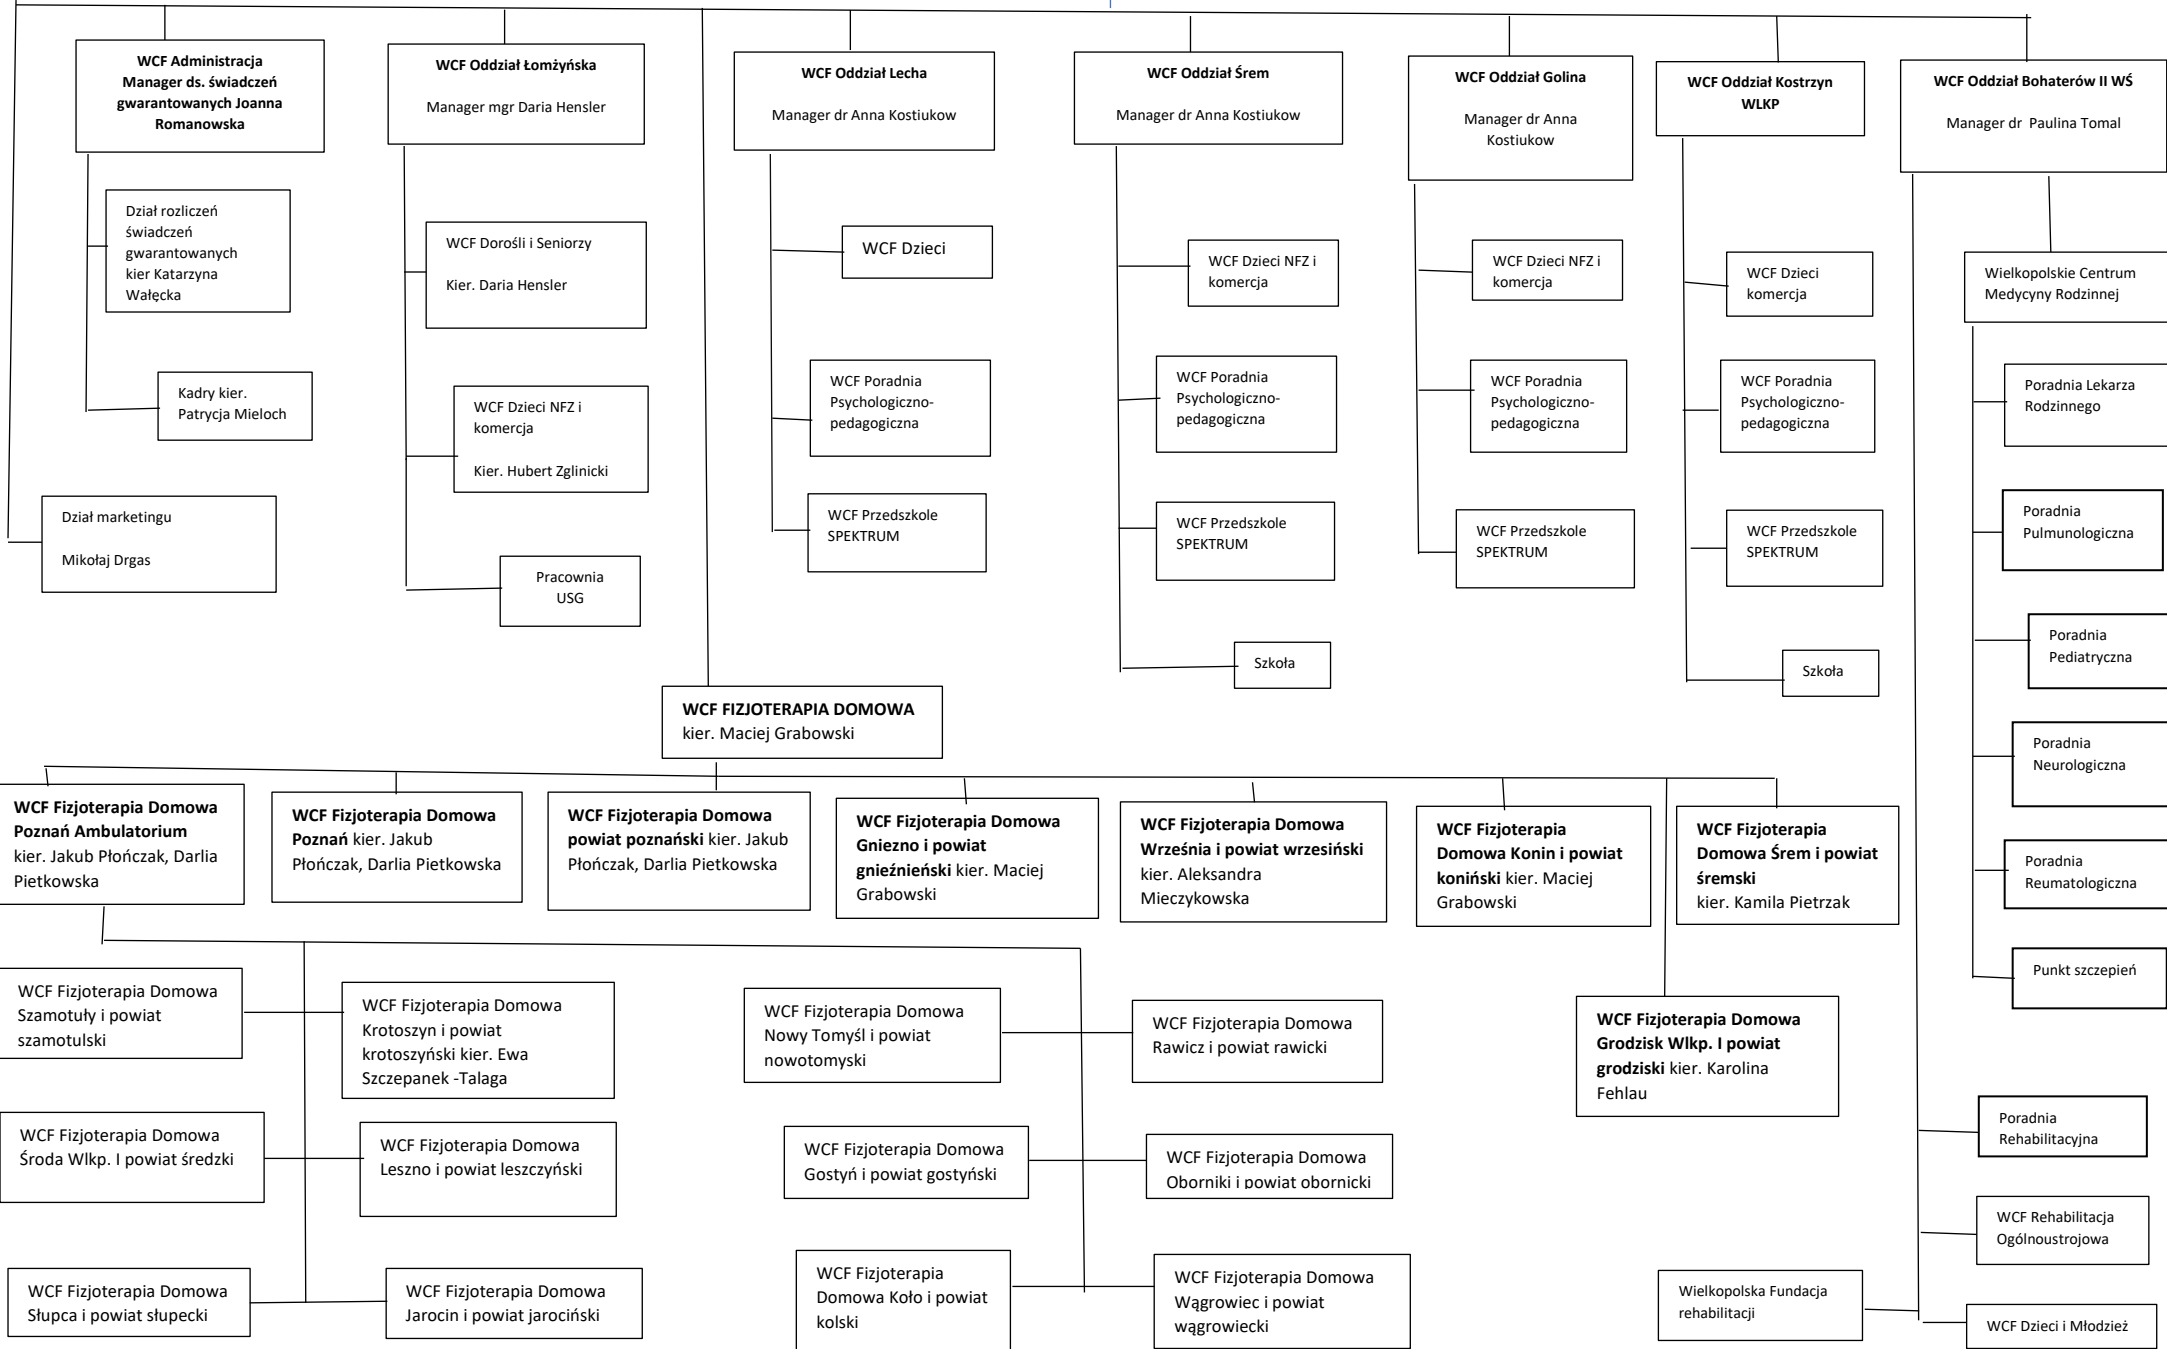 WCF Administracja
Manager ds. świadczeń
gwarantowanych Joanna
Romanowska
WCF Oddział Łomżyńska
Manager mgr Daria Hensler
WCF Oddział Lecha
Manager dr Anna Kostiukow
WCF Oddział Śrem
Manager dr Anna Kostiukow
WCF Oddział Golina
Manager dr Anna
Kostiukow
WCF Oddział Kostrzyn
WLKP
WCF Oddział Bohaterów II WŚ
Manager dr Paulina Tomal
Dział rozliczeń
świadczeń
gwarantowanych
kier Katarzyna
Wałęcka
WCF Dorośli i Seniorzy
Kier. Daria Hensler
WCF Dzieci
WCF Dzieci NFZ i
komercja
WCF Dzieci NFZ i
komercja
WCF Dzieci
komercja
Wielkopolskie Centrum
Medycyny Rodzinnej
Kadry kier.
Patrycja Mieloch
WCF Dzieci NFZ i
komercja
Kier. Hubert Zglinicki
WCF Poradnia
Psychologiczno-
pedagogiczna
WCF Poradnia
Psychologiczno-
pedagogiczna
WCF Poradnia
Psychologiczno-
pedagogiczna
WCF Poradnia
Psychologiczno-
pedagogiczna
Poradnia Lekarza
Rodzinnego
Dział marketingu
Mikołaj Drgas
Pracownia
USG
WCF Przedszkole
SPEKTRUM
WCF Przedszkole
SPEKTRUM
WCF Przedszkole
SPEKTRUM
WCF Przedszkole
SPEKTRUM
Poradnia
Pulmunologiczna
Szkoła
Szkoła
Poradnia
Pediatryczna
WCF FIZJOTERAPIA DOMOWA
kier. Maciej Grabowski
Poradnia
Neurologiczna
WCF Fizjoterapia Domowa
Poznań Ambulatorium
kier. Jakub Płończak, Darlia
Pietkowska
WCF Fizjoterapia Domowa
Poznań kier. Jakub
Płończak, Darlia Pietkowska
WCF Fizjoterapia Domowa
powiat poznański kier. Jakub
Płończak, Darlia Pietkowska
WCF Fizjoterapia Domowa
Gniezno i powiat
gnieźnieński kier. Maciej
Grabowski
WCF Fizjoterapia Domowa
Września i powiat wrzesiński
kier. Aleksandra
Mieczykowska
WCF Fizjoterapia
Domowa Konin i powiat
koniński kier. Maciej
Grabowski
WCF Fizjoterapia
Domowa Śrem i powiat
śremski
kier. Kamila Pietrzak
Poradnia
Reumatologiczna
Punkt szczepień
WCF Fizjoterapia Domowa
Szamotuły i powiat
szamotulski
WCF Fizjoterapia Domowa
Krotoszyn i powiat
krotoszyński kier. Ewa
Szczepanek -Talaga
WCF Fizjoterapia Domowa
Nowy Tomyśl i powiat
nowotomyski
WCF Fizjoterapia Domowa
Rawicz i powiat rawicki
WCF Fizjoterapia Domowa
Grodzisk Wlkp. I powiat
grodziski kier. Karolina
Fehlau
WCF Fizjoterapia Domowa
Środa Wlkp. I powiat średzki
WCF Fizjoterapia Domowa
Leszno i powiat leszczyński
WCF Fizjoterapia Domowa
Gostyń i powiat gostyński
WCF Fizjoterapia Domowa
Oborniki i powiat obornicki
Poradnia
Rehabilitacyjna
WCF Rehabilitacja
Ogólnoustrojowa
WCF Fizjoterapia Domowa
Słupca i powiat słupecki
WCF Fizjoterapia Domowa
Jarocin i powiat jarociński
WCF Fizjoterapia
Domowa Koło i powiat
kolski
WCF Fizjoterapia Domowa
Wągrowiec i powiat
wągrowiecki
Wielkopolska Fundacja
rehabilitacji
WCF Dzieci i Młodzież